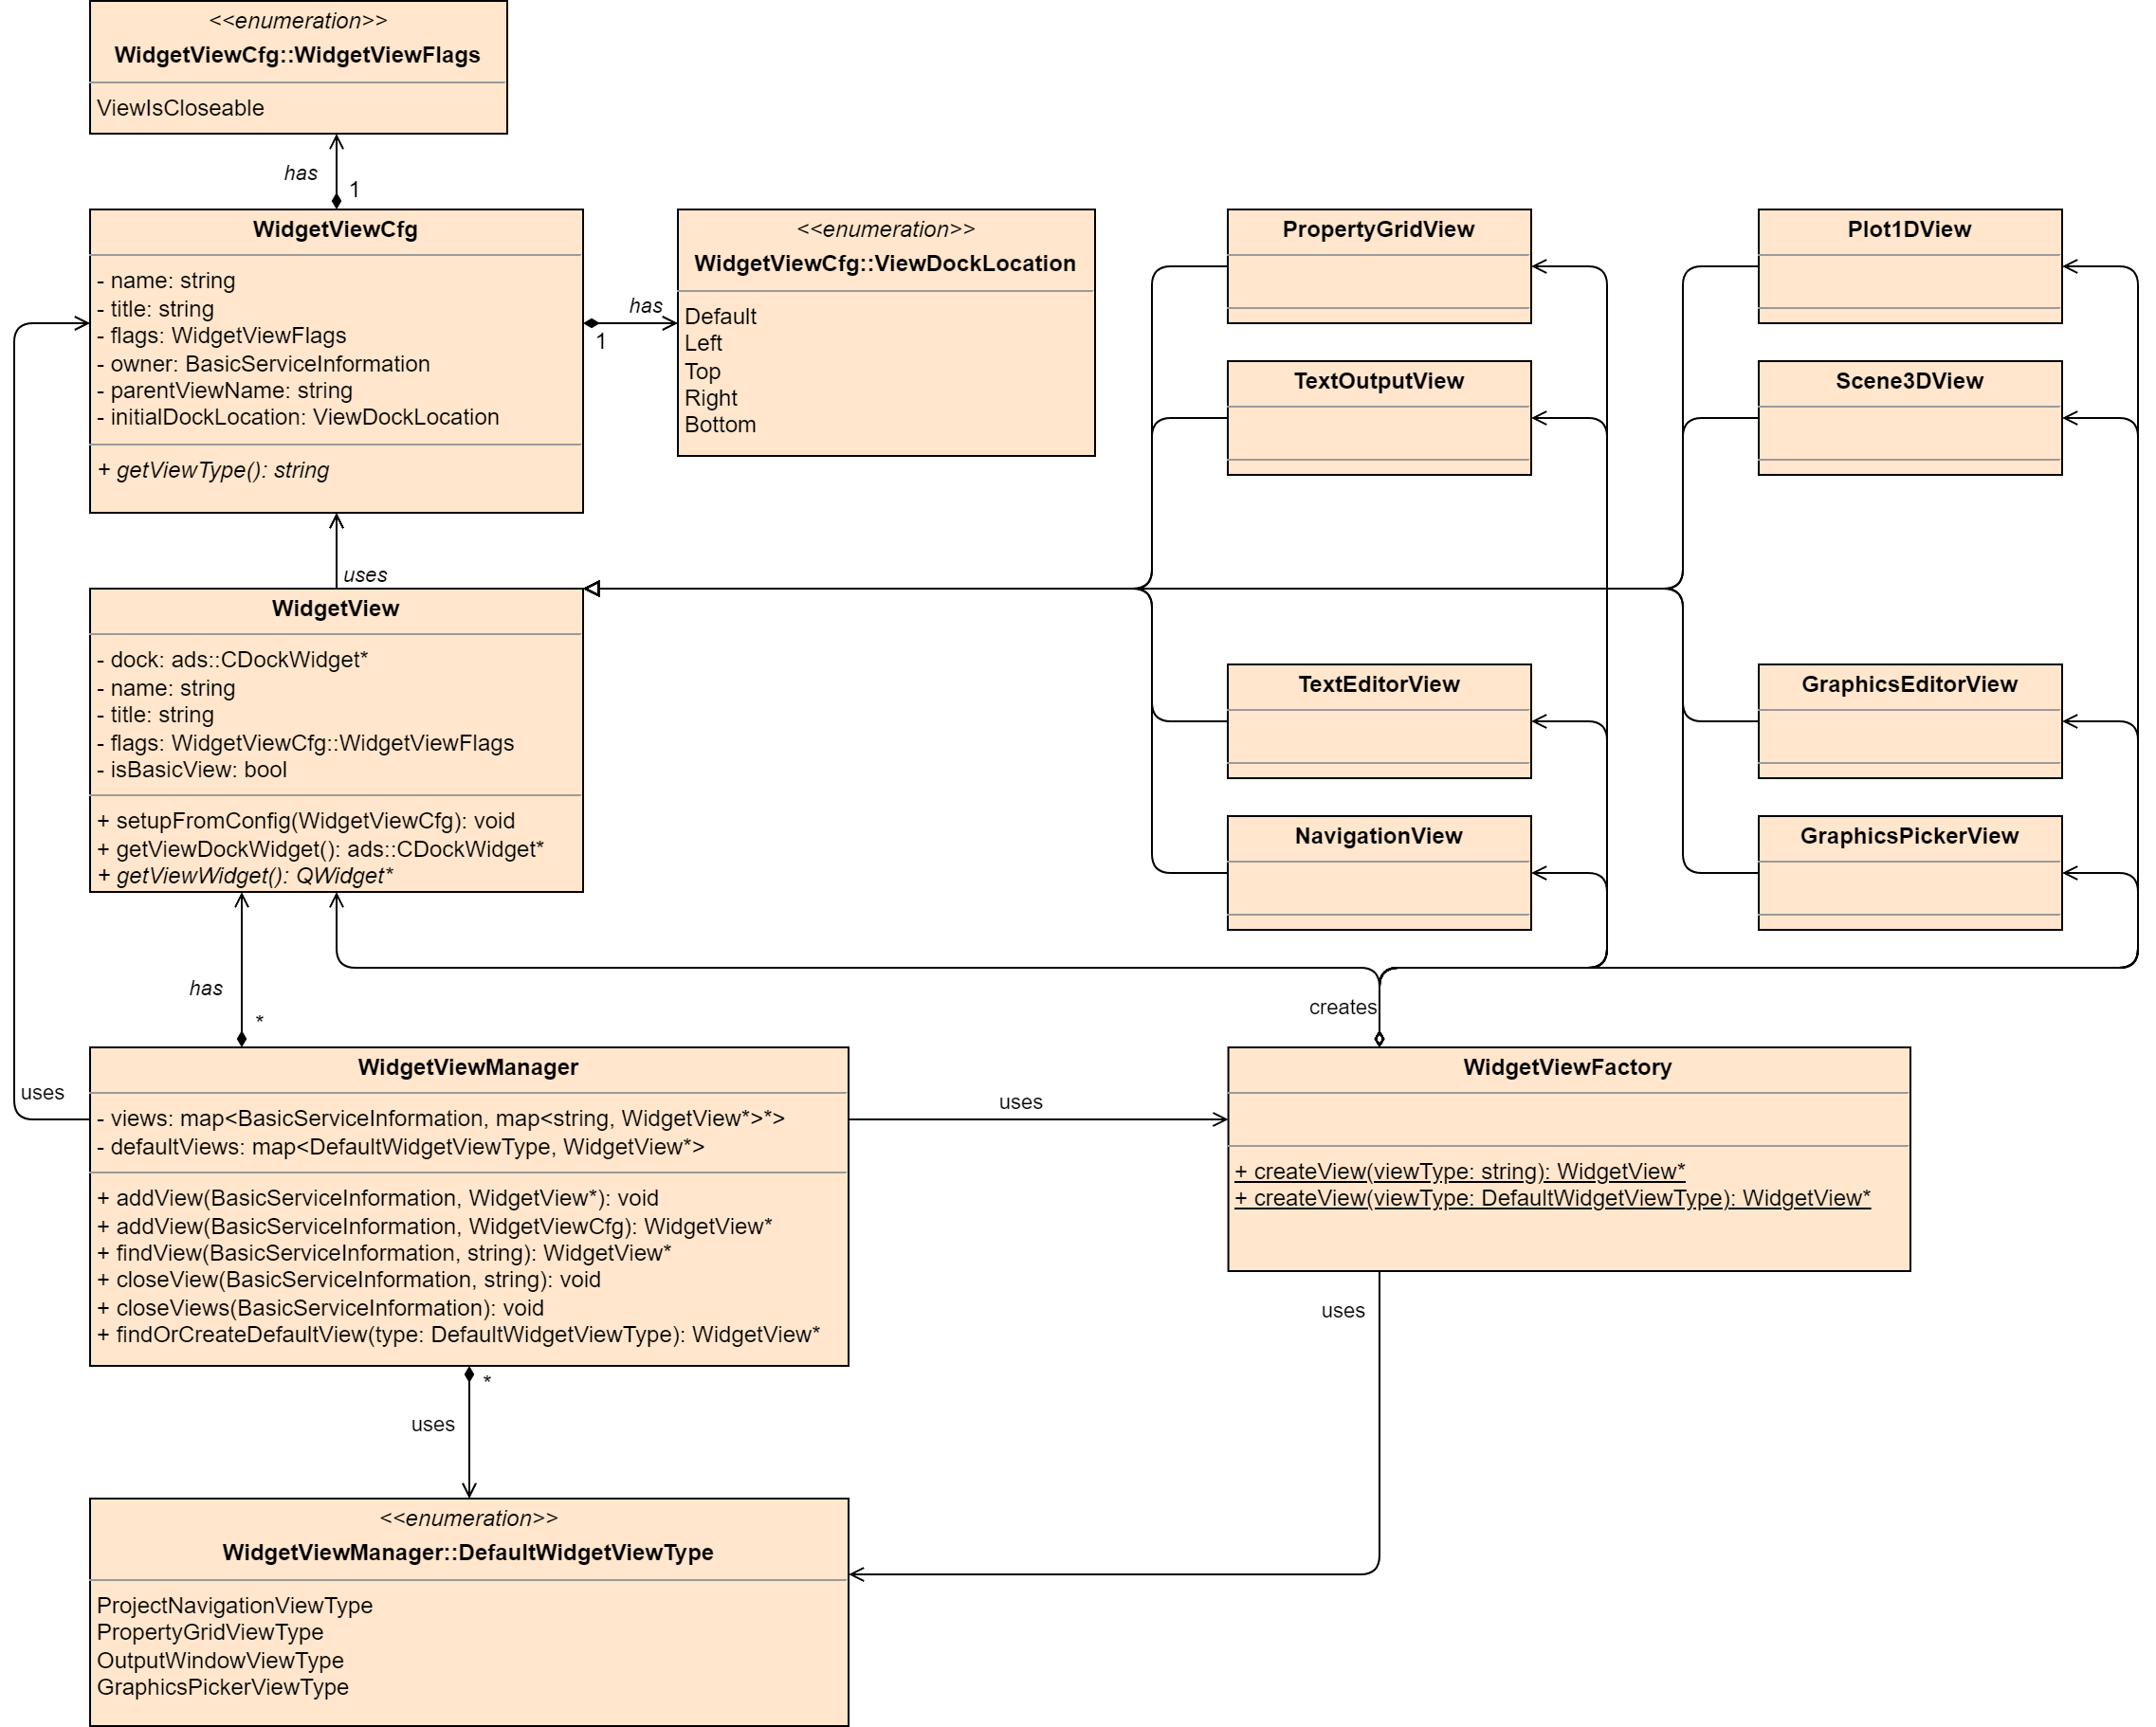 <<enumeration>>
WidgetViewCfg::WidgetViewFlags
ViewIsCloseable
has
1
WidgetViewCfg
- name: string
- title: string
- flags: WidgetViewFlags
- owner: BasicServiceInformation
- parentViewName: string
- initialDockLocation: ViewDockLocation
+ getViewType(): string
has
1
<<enumeration>>
WidgetViewCfg::ViewDockLocation
Default
Left
Top
Right
Bottom
PropertyGridView
Plot1DView
TextOutputView
Scene3DView
uses
WidgetView
- dock: ads::CDockWidget*
- name: string
- title: string
- flags: WidgetViewCfg::WidgetViewFlags
- isBasicView: bool
+ setupFromConfig(WidgetViewCfg): void
+ getViewDockWidget(): ads::CDockWidget*
+ getViewWidget(): QWidget*
TextEditorView
GraphicsEditorView
NavigationView
GraphicsPickerView
has
*
creates
uses
WidgetViewManager
- views: map<BasicServiceInformation, map<string, WidgetView*>*>
- defaultViews: map<DefaultWidgetViewType, WidgetView*>
+ addView(BasicServiceInformation, WidgetView*): void
+ addView(BasicServiceInformation, WidgetViewCfg): WidgetView*
+ findView(BasicServiceInformation, string): WidgetView*
+ closeView(BasicServiceInformation, string): void
+ closeViews(BasicServiceInformation): void
+ findOrCreateDefaultView(type: DefaultWidgetViewType): WidgetView*
uses
WidgetViewFactory
+ createView(viewType: string): WidgetView*
+ createView(viewType: DefaultWidgetViewType): WidgetView*
uses
*
uses
<<enumeration>>
WidgetViewManager::DefaultWidgetViewType
ProjectNavigationViewType
PropertyGridViewType
OutputWindowViewType
GraphicsPickerViewType